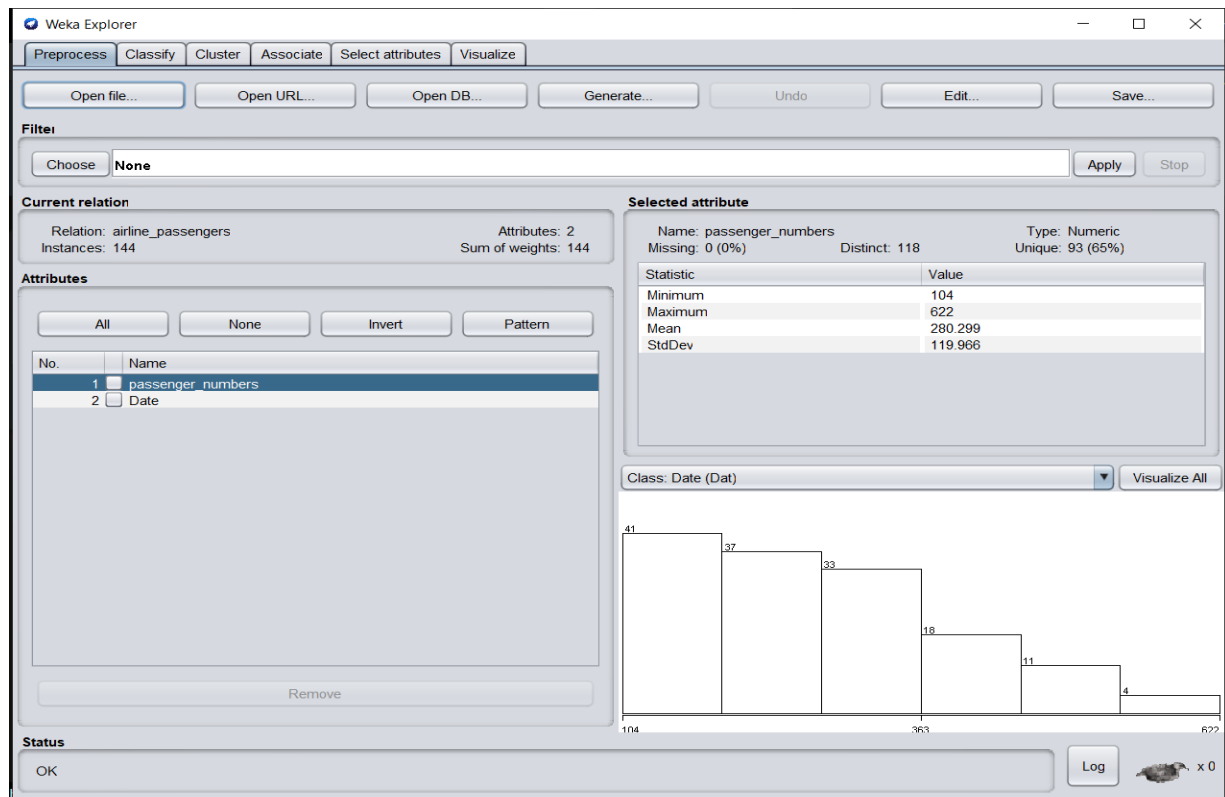 Weka Explorer
Preprocess Classify Cluster Associate Select attributes Visualize
Open file... Open URL... Open DB... Generate... Undo Edit... Save...
Filter
Choose None Apply Stop
Current relation
Relation: airline_passengers Attributes: 2
Instances: 144 Sum of weights: 144
Attributes
All None Invert Pattern
No. Name
1 passenger_numbers
2 Date
Remove
Selected attribute
Name: passenger_numbers Type: Numeric
Missing: 0 (0%) Distinct: 118 Unique: 93 (65%)
Statistic Value
Minimum 104
Maximum 622
Mean 280.299
StdDev 119.966
Class: Date (Dat) Visualize All
41
37
33
18
11
4
104 363 622
Status
OK Log x 0